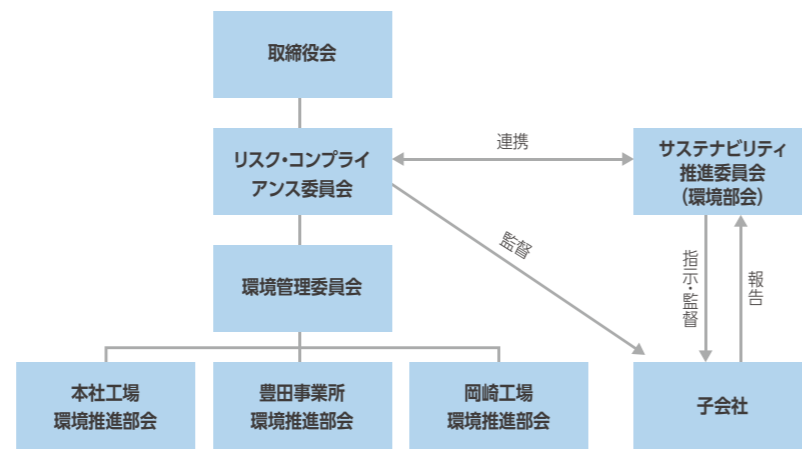 取締役会
リスク・コンプライ
アンス委員会
連携
サステナビリティ
推進委員会
(環境部会)
監督
指示・監督
報告
環境管理委員会
本社工場
環境推進部会
豊田事業所
環境推進部会
岡崎工場
環境推進部会
子会社